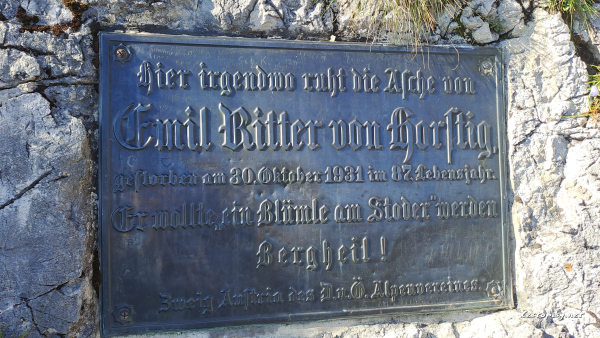 Hier irgendwo ruht die Asche von
Emil Ritter von Horstig,
gestorben am 30. Oktober 1931 im 87. Lebensjahr.
Er wollte „ein Blümle am Stoder“ werden
Bergheil!
Zweig Austria des D.u.Ö. Alpenvereines.